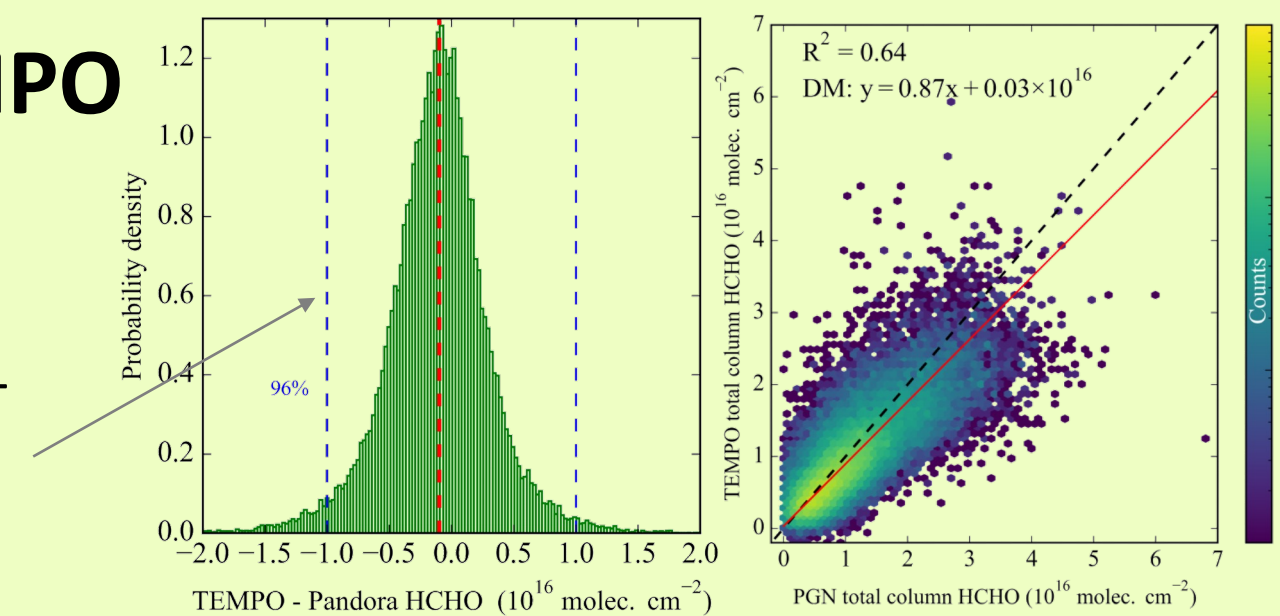 MPO
Probability density
1.2
1.0
0.8
0.6
0.4
0.2
0.0
96%
−2.0 −1.5 −1.0 −0.5 0.0 0.5 1.0 1.5 2.0
TEMPO - Pandora HCHO (10^16 molec. cm^−2)
TEMPO total column HCHO (10^16 molec. cm^−2)
7
6
5
4
3
2
1
0
R^2 = 0.64
DM: y = 0.87x + 0.03×10^16
0 1 2 3 4 5 6 7
PGN total column HCHO (10^16 molec. cm^−2)
Counts